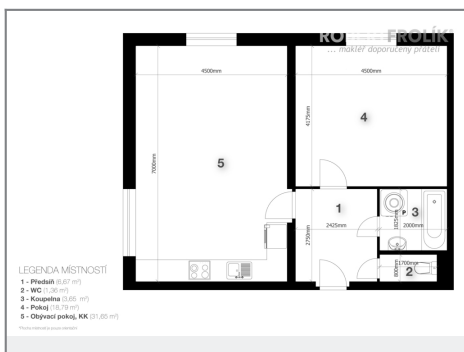 ROBERT FROLÍK
... makléř doporučený přáteli
4500mm
4500mm
4175mm
7000mm
4
5
1
2425mm
2750mm
3
P
1825mm
2000mm
2
1700mm
800mm
LEGENDA MÍSTNOSTÍ
1 - Předsíň (6,67 m²)
2 - WC (1,36 m²)
3 - Koupelna (3,65 m²)
4 - Pokoj (18,79 m²)
5 - Obývací pokoj, KK (31,65 m²)